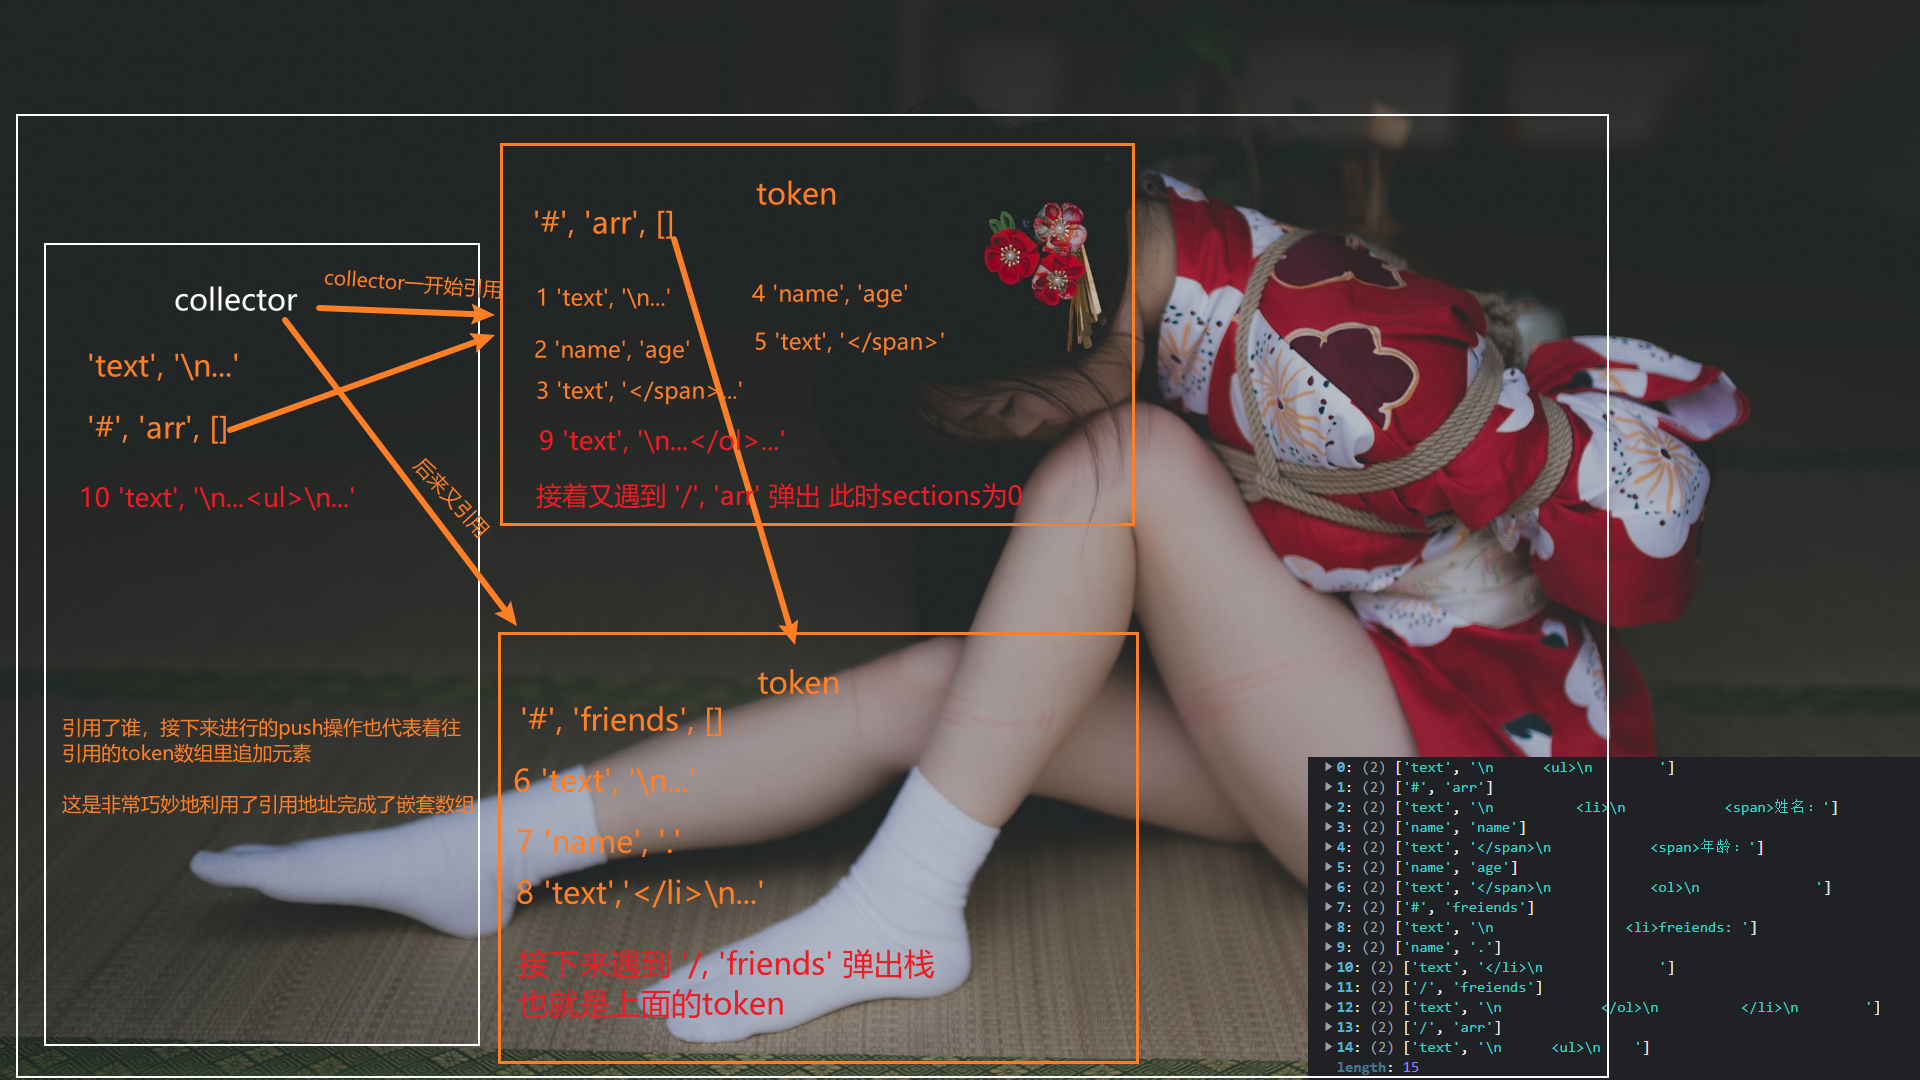 collector
collector一开始引用
'text', '\n...'
'#', 'arr', []
10 'text', '\n...<ul>\n...'
后来又引用
引用了谁，接下来进行的push操作也代表着往
引用的token数组里追加元素
这是非常巧妙地利用了引用地址完成了嵌套数组
token
'#', 'arr', []
1 'text', '\n...'
2 'name', 'age'
3 'text', '</span>...'
4 'name', 'age'
5 'text', '</span>'
9 'text', '\n...</ol>...'
接着又遇到 '/', 'arr' 弹出 此时sections为0
token
'#', 'friends', []
6 'text', '\n...'
7 'name', '.'
8 'text','</li>\n...'
接下来遇到 '/, 'friends' 弹出栈
也就是上面的token
0: (2) ['text', '\n      <ul>\n        ']
1: (2) ['#', 'arr']
2: (2) ['text', '\n          <li>\n            <span>姓名：']
3: (2) ['name', 'name']
4: (2) ['text', '</span>\n            <span>年龄：']
5: (2) ['name', 'age']
6: (2) ['text', '</span>\n            <ol>\n              ']
7: (2) ['#', 'freiends']
8: (2) ['text', '\n                <li>freiends: ']
9: (2) ['name', '.']
10: (2) ['text', '</li>\n              ']
11: (2) ['/', 'freiends']
12: (2) ['text', '\n            </ol>\n          </li>\n        ']
13: (2) ['/', 'arr']
14: (2) ['text', '\n      <ul>\n    ']
length: 15